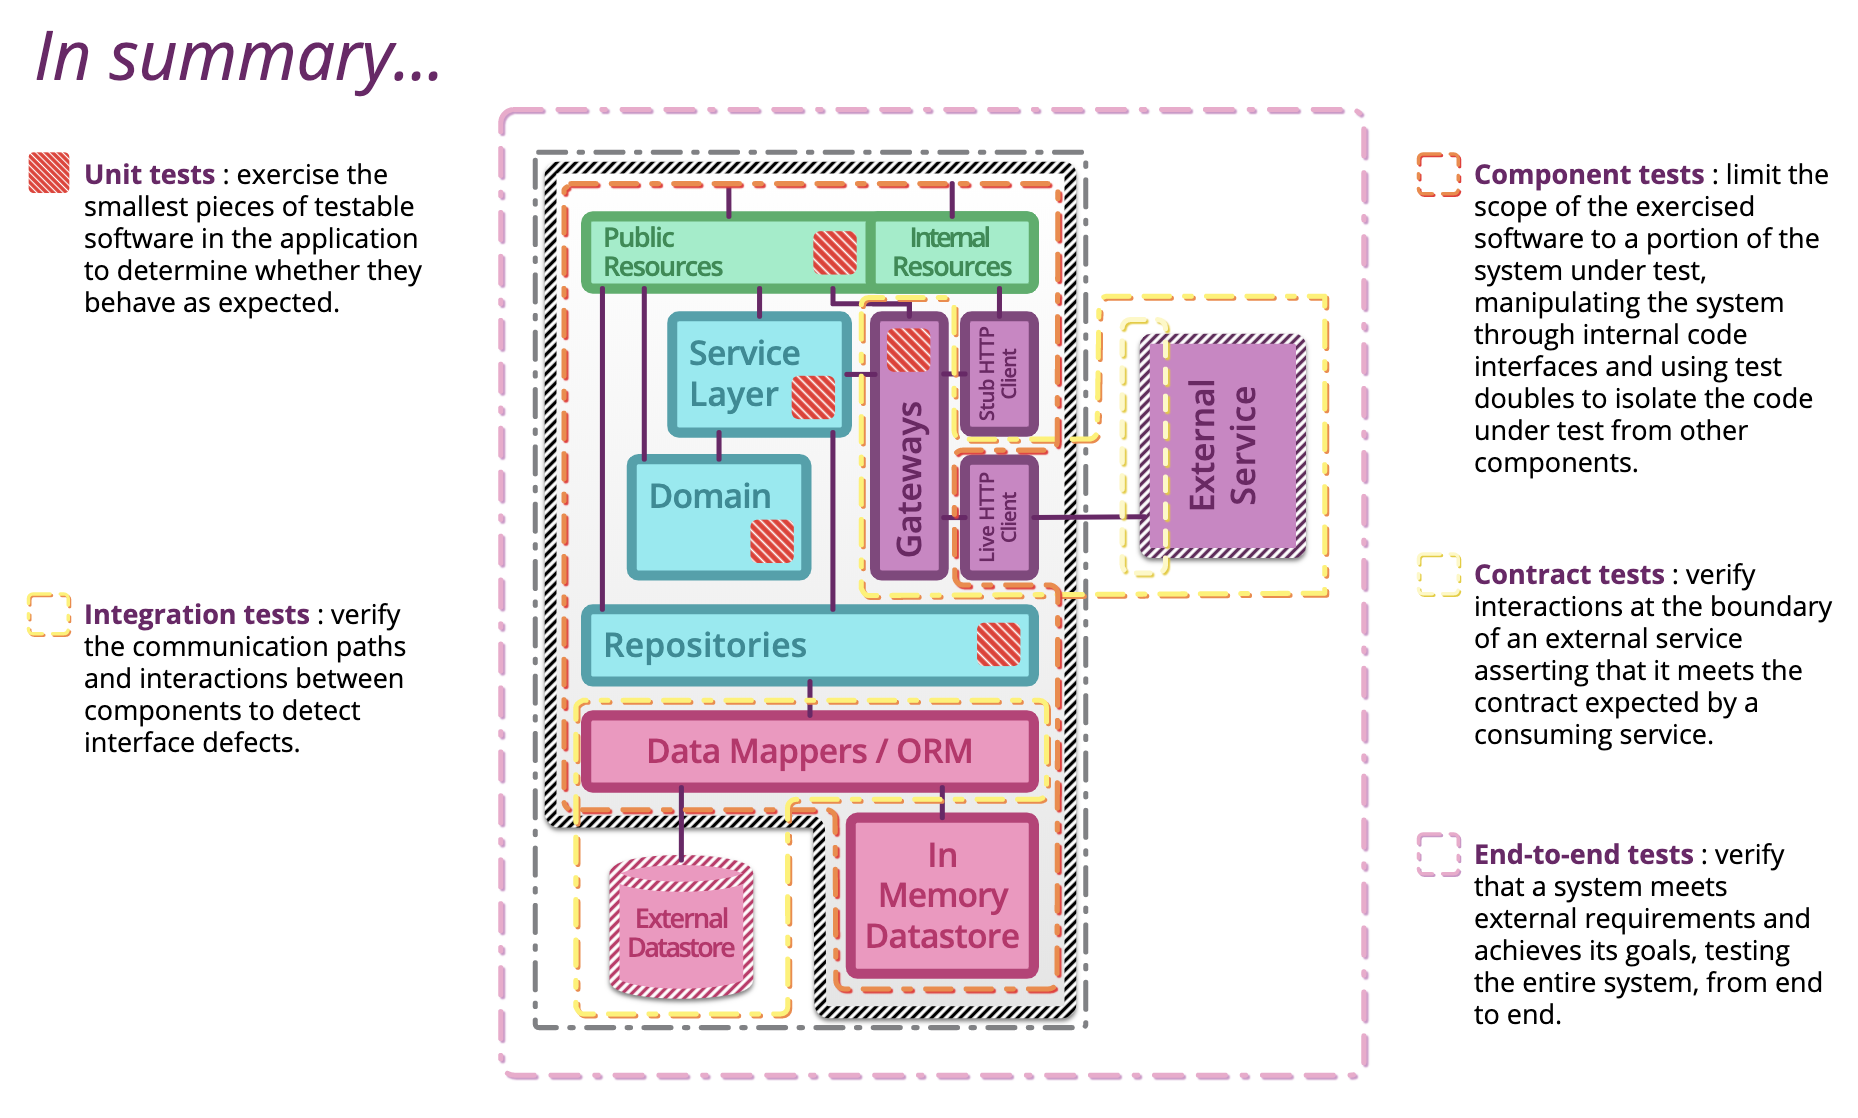 In summary...
Unit tests : exercise the
smallest pieces of testable
software in the application
to determine whether they
behave as expected.
Integration tests : verify
the communication paths
and interactions between
components to detect
interface defects.
Public
Resources
Internal
Resources
Service
Layer
Gateways
Stub HTTP
Client
Domain
Live HTTP
Client
External
Service
Repositories
Data Mappers / ORM
External
Datastore
In
Memory
Datastore
Component tests : limit the
scope of the exercised
software to a portion of the
system under test,
manipulating the system
through internal code
interfaces and using test
doubles to isolate the code
under test from other
components.
Contract tests : verify
interactions at the boundary
of an external service
asserting that it meets the
contract expected by a
consuming service.
End-to-end tests : verify
that a system meets
external requirements and
achieves its goals, testing
the entire system, from end
to end.